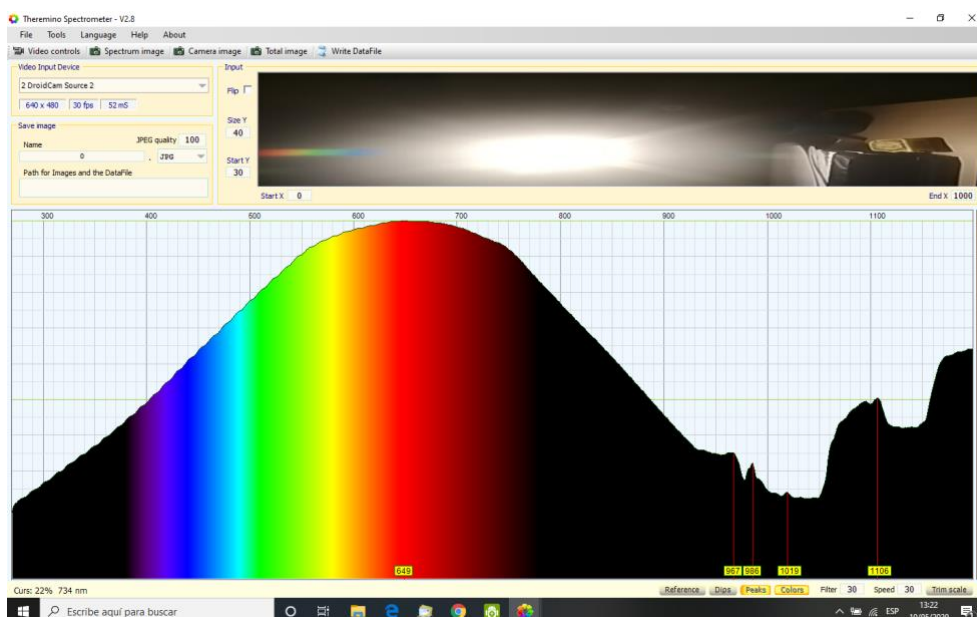 Theremino Spectrometer - V2.8
File Tools Language Help About
Video controls Spectrum image Camera image Total image Write DataFile
Video Input Device
2 DroidCam Source 2
640 x 480 30 fps 52 mS
Save image
Name JPEG quality 100
0 . JPG
Path for Images and the DataFile
Input
Flip
Size Y
40
Start Y
30
Start X 0 End X 1000
300 400 500 600 700 800 900 1000 1100
649 967 986 1019 1106
Curs: 22% 734 nm Reference Dips Peaks Colors Filter 30 Speed 30 Trim scale
Escribe aquí para buscar ESP 13:22
10/05/2020